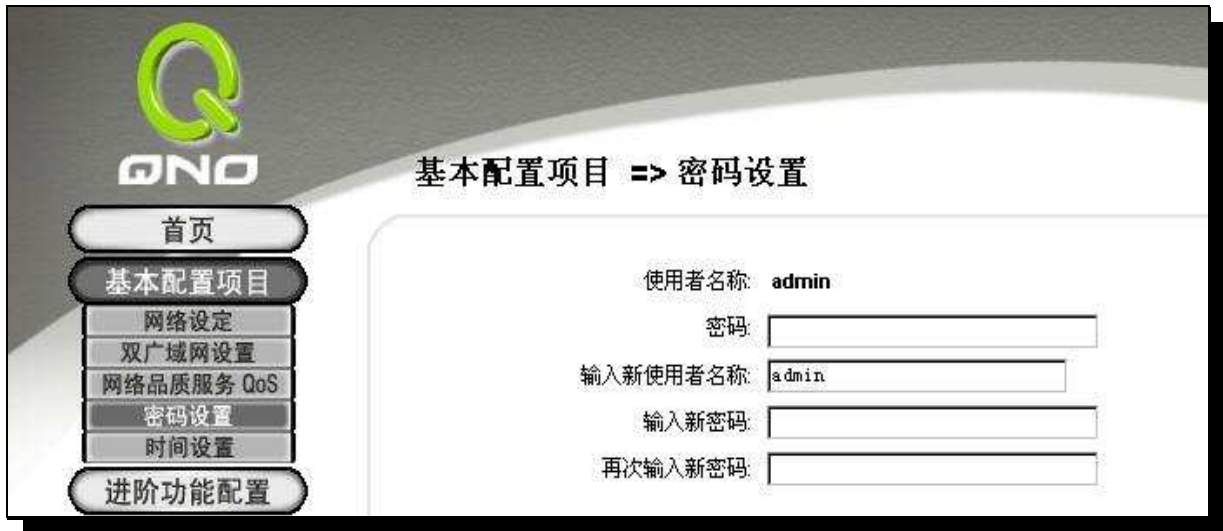 QNO
基本配置项目 => 密码设置
首页
基本配置项目
网络设定
双广域网设置
网络品质服务 QoS
密码设置
时间设置
进阶功能配置
使用者名称: admin
密码:
输入新使用者名称: admin
输入新密码:
再次输入新密码: